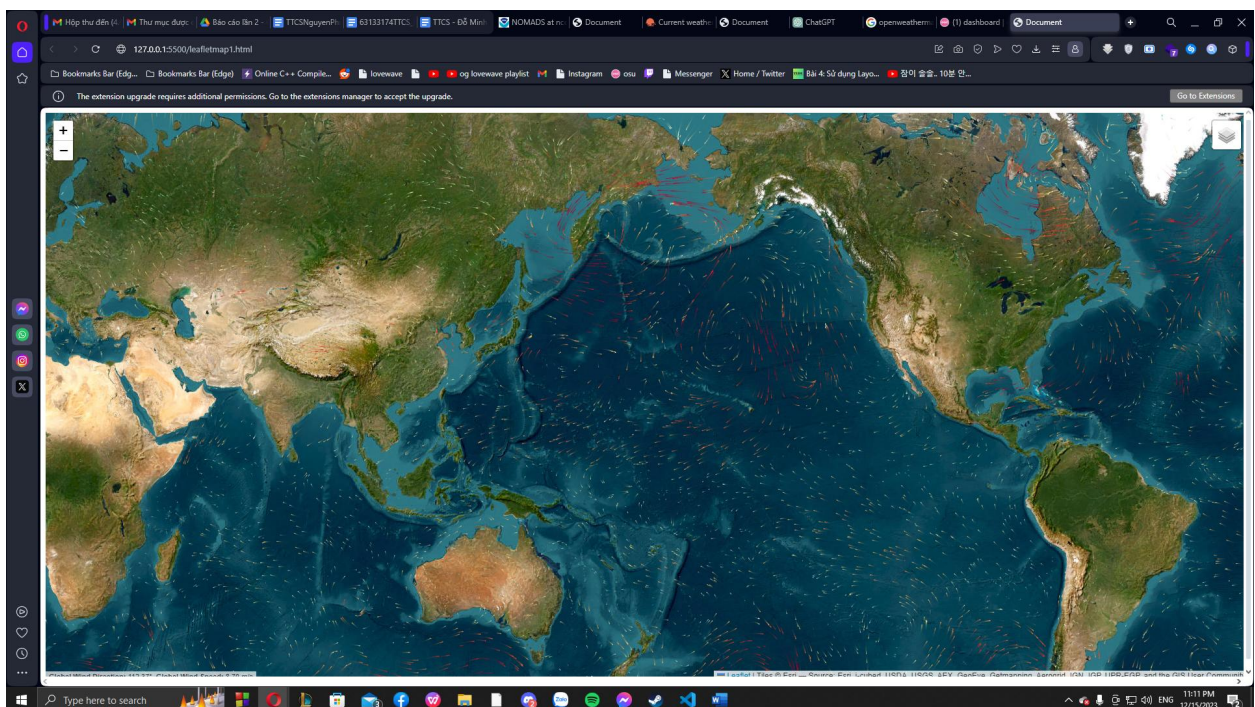 Hộp thư đến (4.
Thư mục được c
Báo cáo lần 2 -
TTCSNguyenPh
63133174TTCS_
TTCS - Đỗ Minh
NOMADS at nc
Document
Current weathe
Document
ChatGPT
openweatherm
(1) dashboard |
Document
127.0.0.1:5500/leafletmap1.html
Bookmarks Bar (Edg...
Bookmarks Bar (Edge)
Online C++ Compile...
lovewave
og lovewave playlist
Instagram
osu
Messenger
Home / Twitter
Bài 4: Sử dụng Layo...
잠이 솔솔.. 10분 안...
The extension upgrade requires additional permissions. Go to the extensions manager to accept the upgrade.
Go to Extensions
+
−
Leaflet | Tiles © Esri — Source: Esri, i-cubed, USDA, USGS, AEX, GeoEye, Getmapping, Aerogrid, IGN, IGP, UPR-EGP, and the GIS User Communit
Type here to search
Zalo
ENG
11:11 PM
12/15/2023